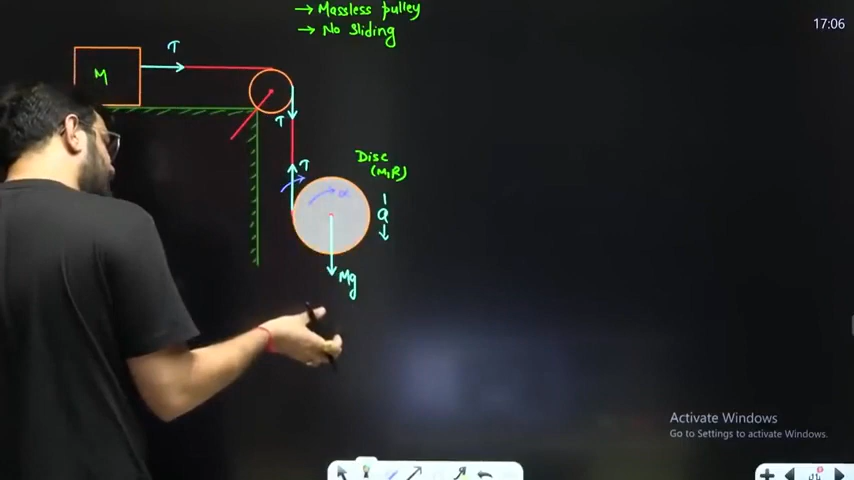 → Massless pulley
→ No sliding
17:06
T
M
T
T
Disc
(M,R)
α
a
Mg
Activate Windows
Go to Settings to activate Windows.